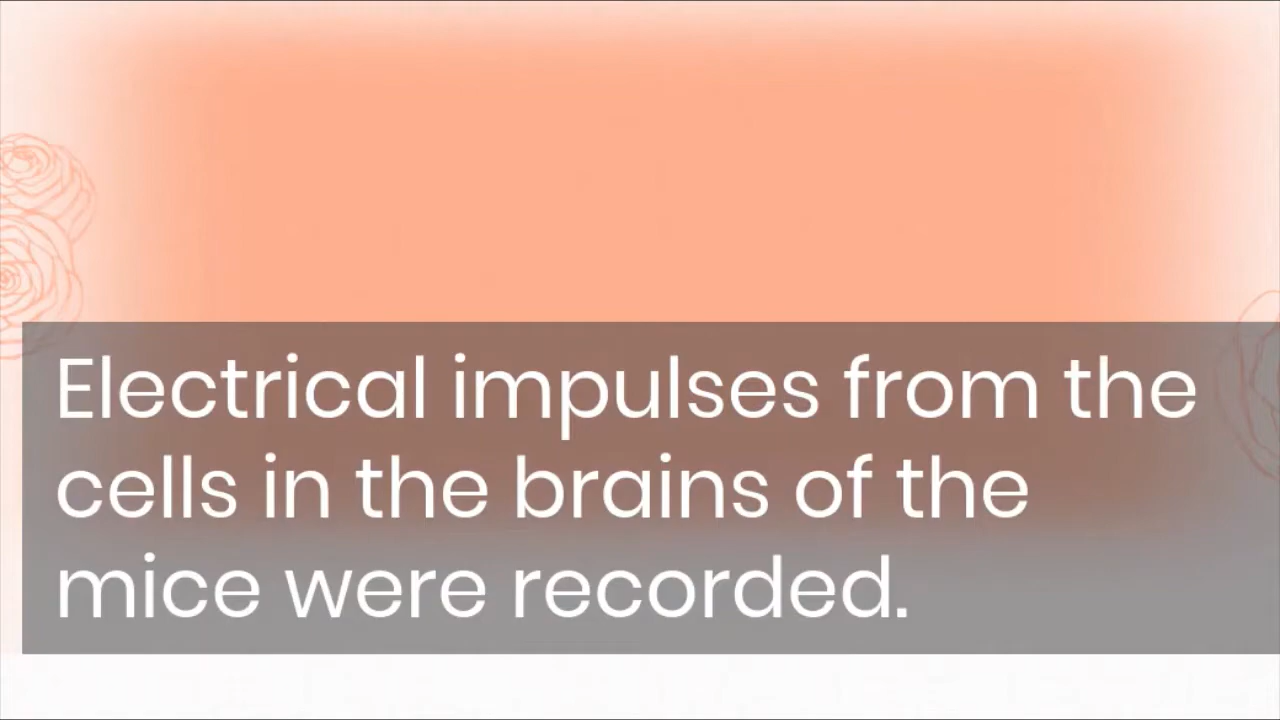 Electrical impulses from the
cells in the brains of the
mice were recorded.